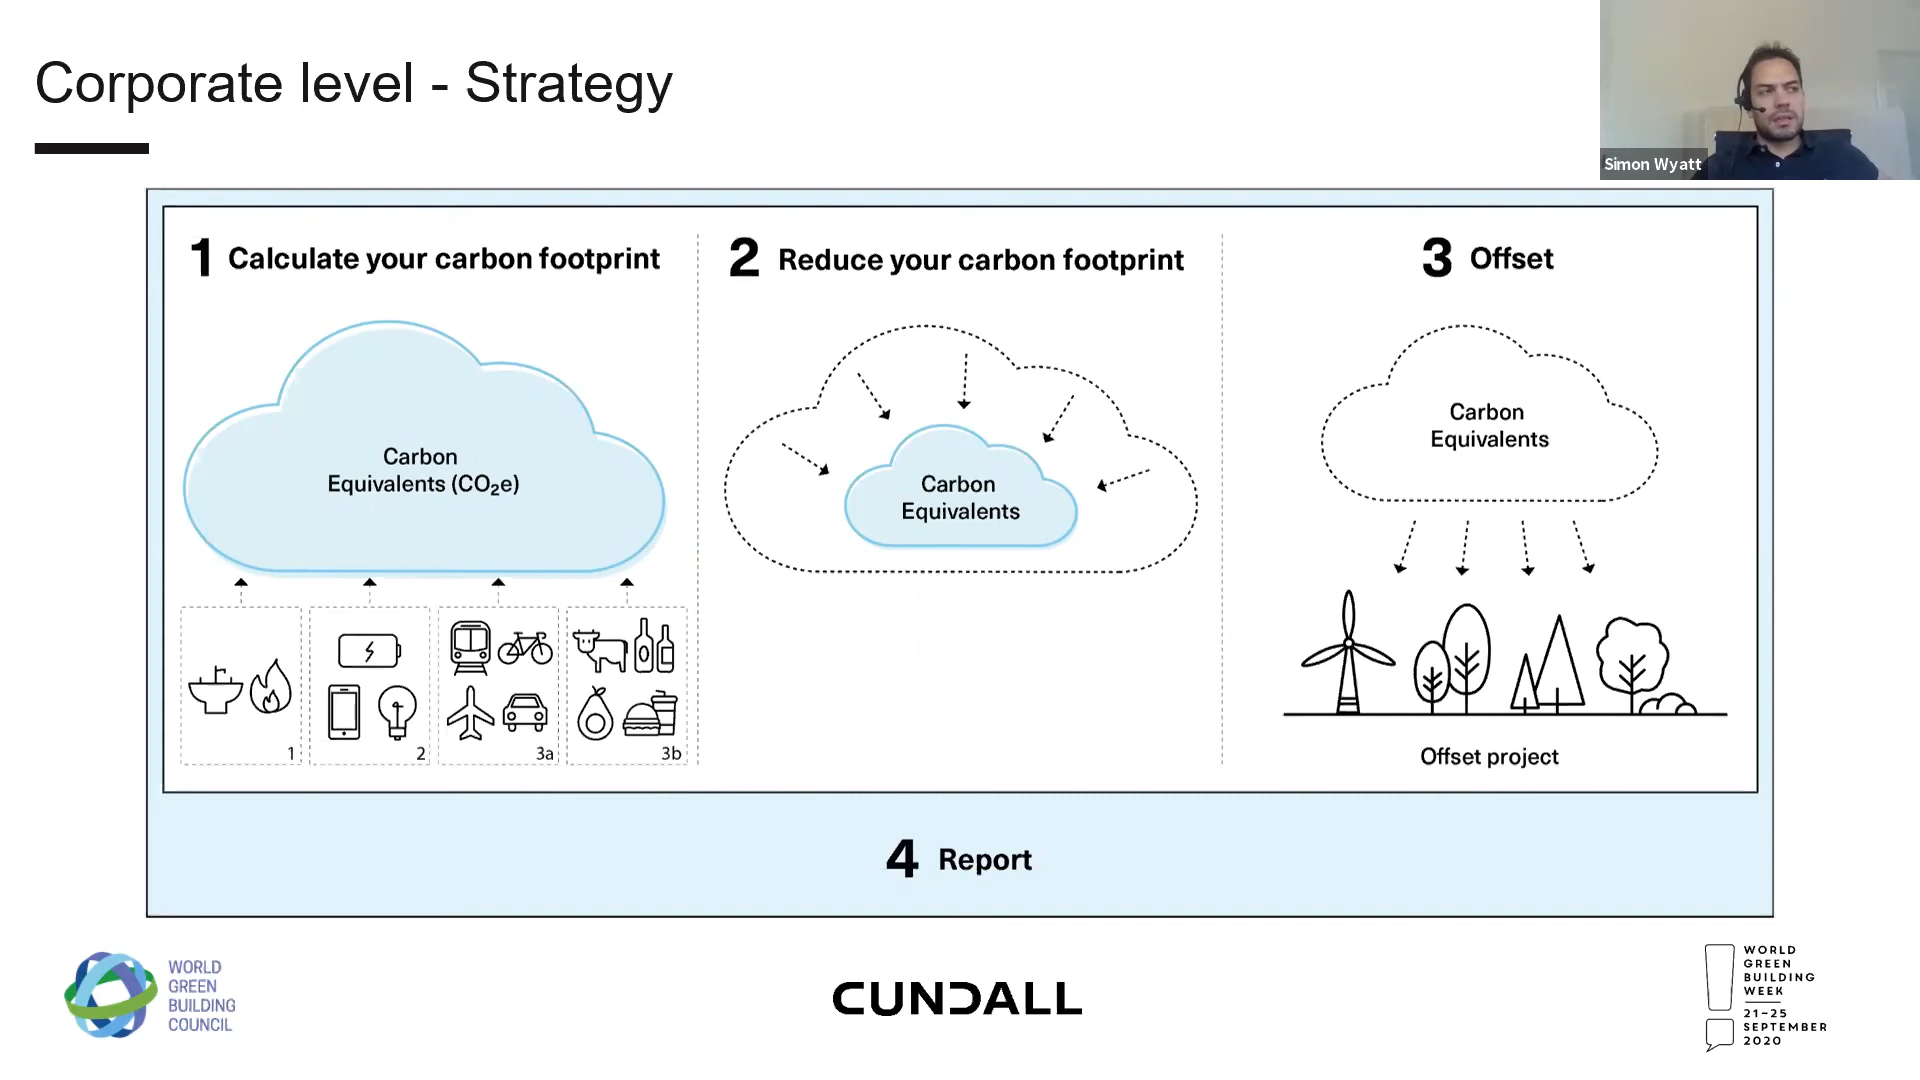 Corporate level - Strategy
Simon Wyatt
1 Calculate your carbon footprint
2 Reduce your carbon footprint
3 Offset
Carbon
Equivalents (CO₂e)
Carbon
Equivalents
Carbon
Equivalents
1
2
3a
3b
Offset project
4 Report
WORLD
GREEN
BUILDING
COUNCIL
CUNDALL
WORLD
GREEN
BUILDING
WEEK
21–25
SEPTEMBER
2020